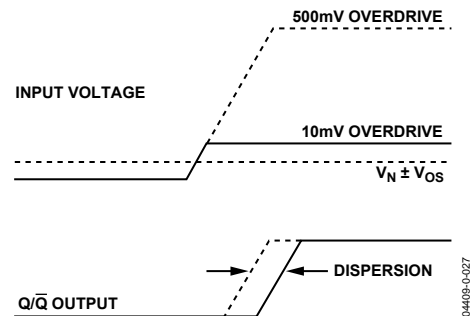 500mV OVERDRIVE
INPUT VOLTAGE
10mV OVERDRIVE
V_N ± V_OS
DISPERSION
Q/Q̅ OUTPUT
04409-0-027